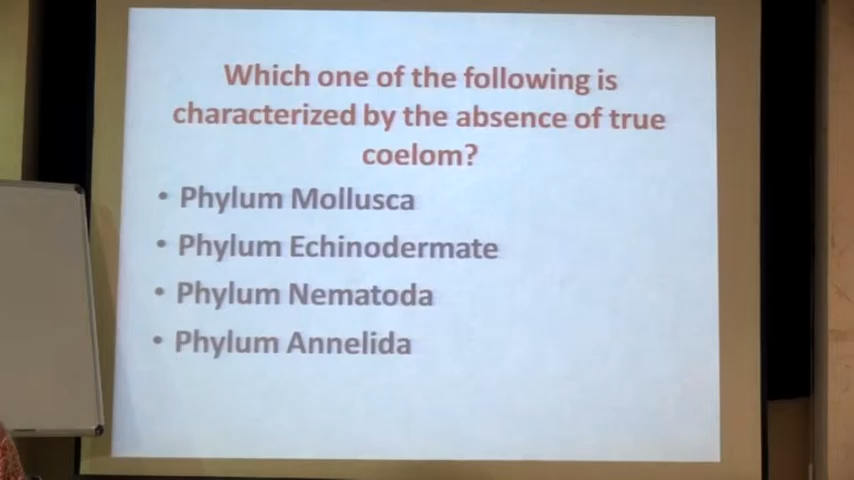 Which one of the following is
characterized by the absence of true
coelom?
• Phylum Mollusca
• Phylum Echinodermate
• Phylum Nematoda
• Phylum Annelida